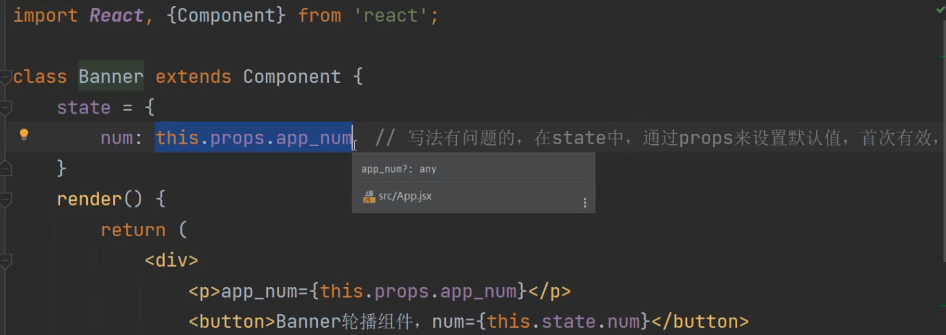 import React, {Component} from 'react';
class Banner extends Component {
state = {
num: this.props.app_num // 写法有问题的，在state中，通过props来设置默认值，首次有效，
app_num?: any
}
src/App.jsx
render() {
return (
<div>
<p>app_num={this.props.app_num}</p>
<button>Banner轮播组件，num={this.state.num}</button>